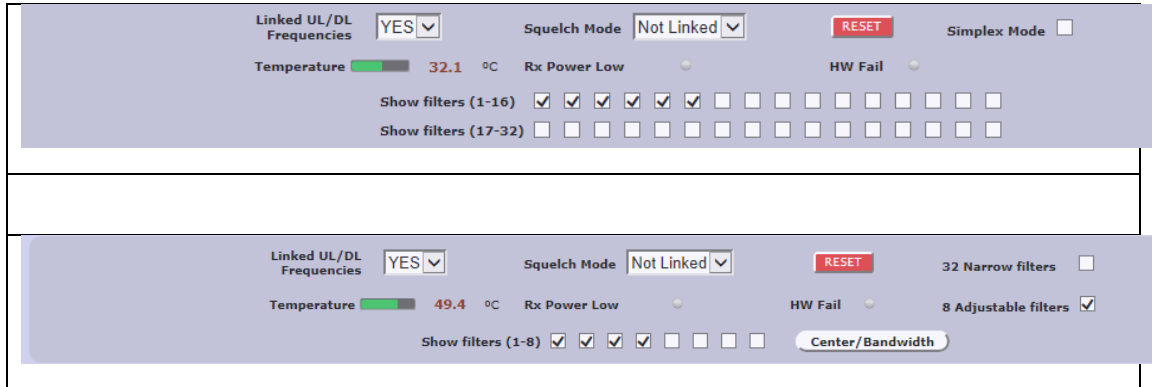 Linked UL/DL Frequencies YES Squelch Mode Not Linked RESET Simplex Mode
Temperature 32.1 ºC Rx Power Low HW Fail
Show filters (1-16)
Show filters (17-32)
Linked UL/DL Frequencies YES Squelch Mode Not Linked RESET 32 Narrow filters
Temperature 49.4 ºC Rx Power Low HW Fail 8 Adjustable filters
Show filters (1-8) Center/Bandwidth